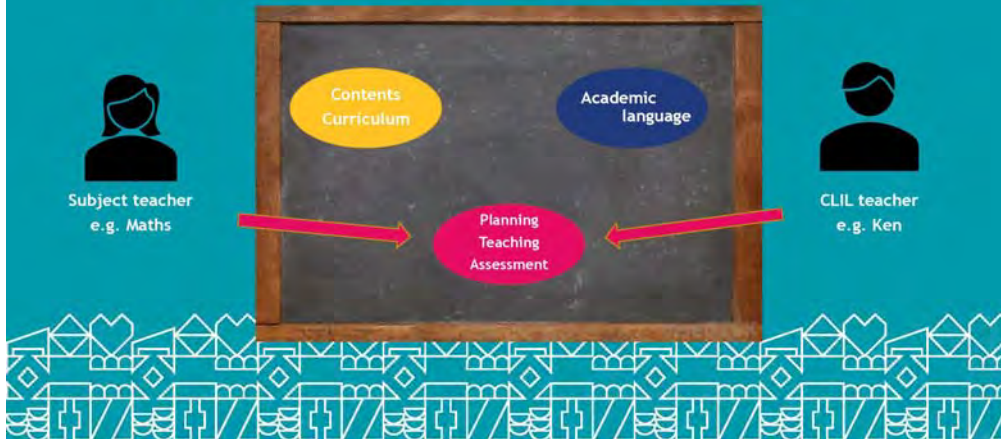 Contents
Curriculum
Academic
language
Subject teacher
e.g. Maths
CLIL teacher
e.g. Ken
Planning
Teaching
Assessment